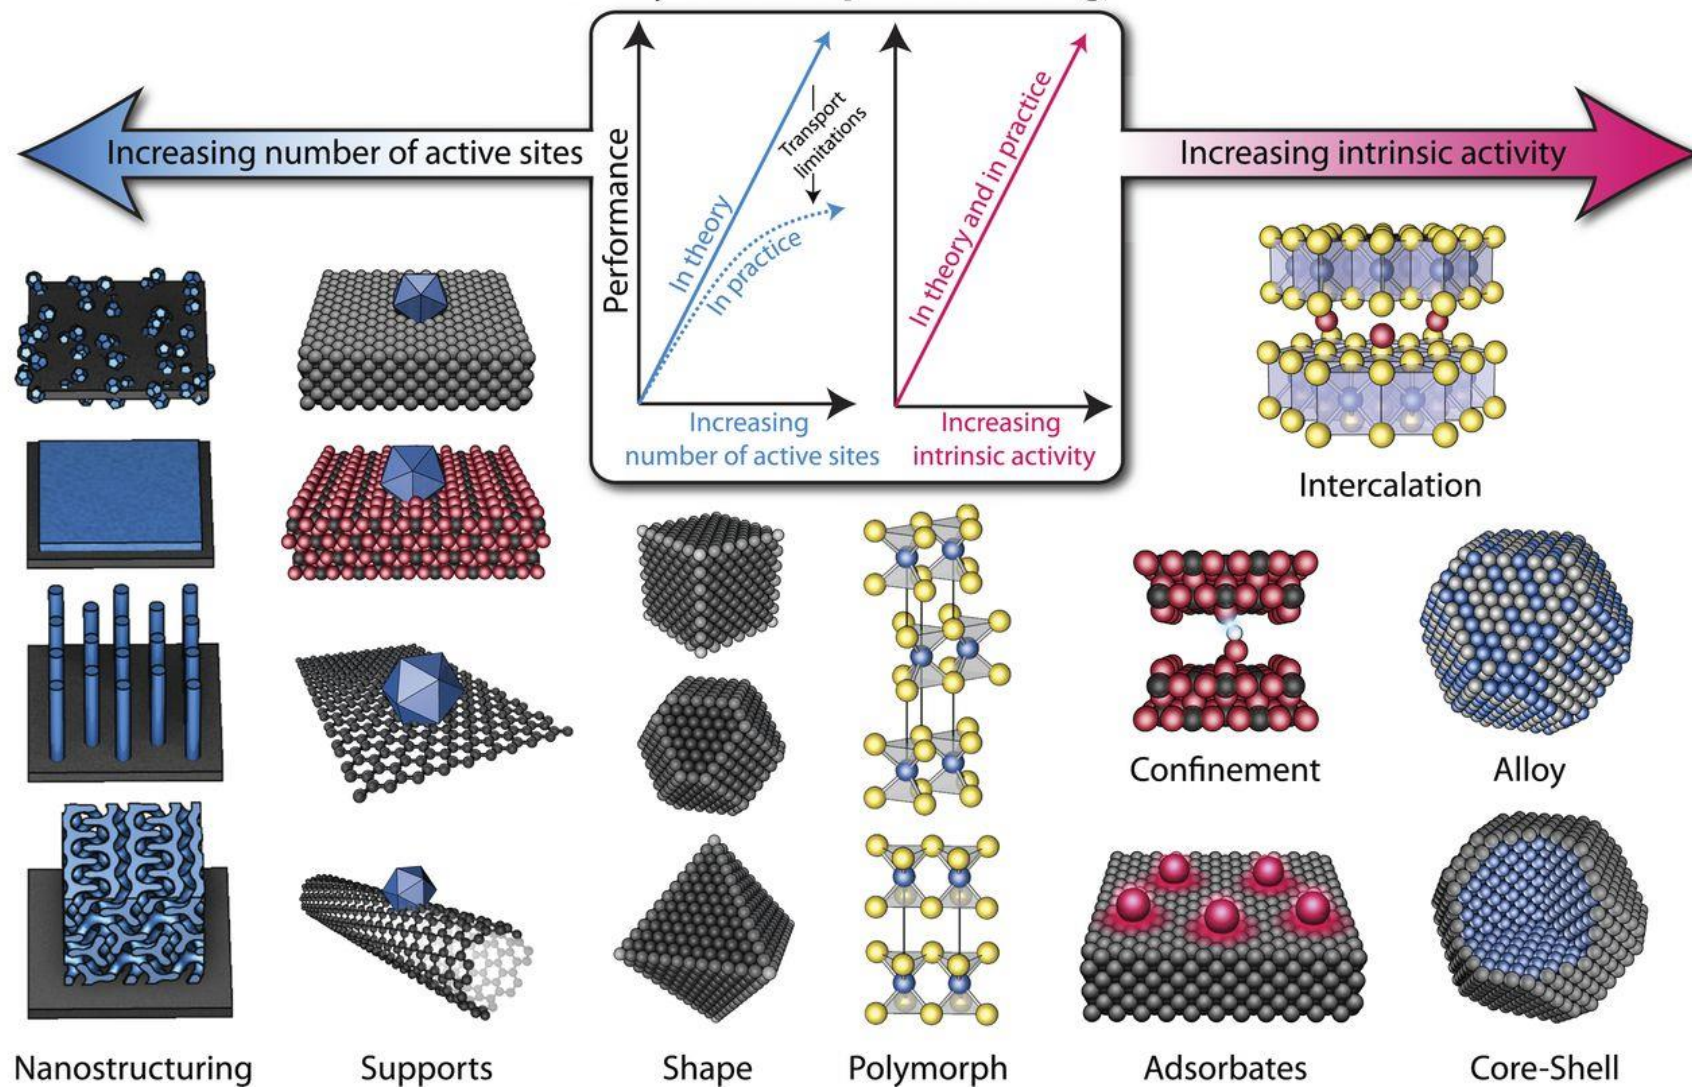 Increasing number of active sites
Performance
In theory
In practice
Transport
limitations
Increasing
number of active sites
In theory and in practice
Increasing
intrinsic activity
Increasing intrinsic activity
Intercalation
Confinement
Alloy
Nanostructuring
Supports
Shape
Polymorph
Adsorbates
Core-Shell